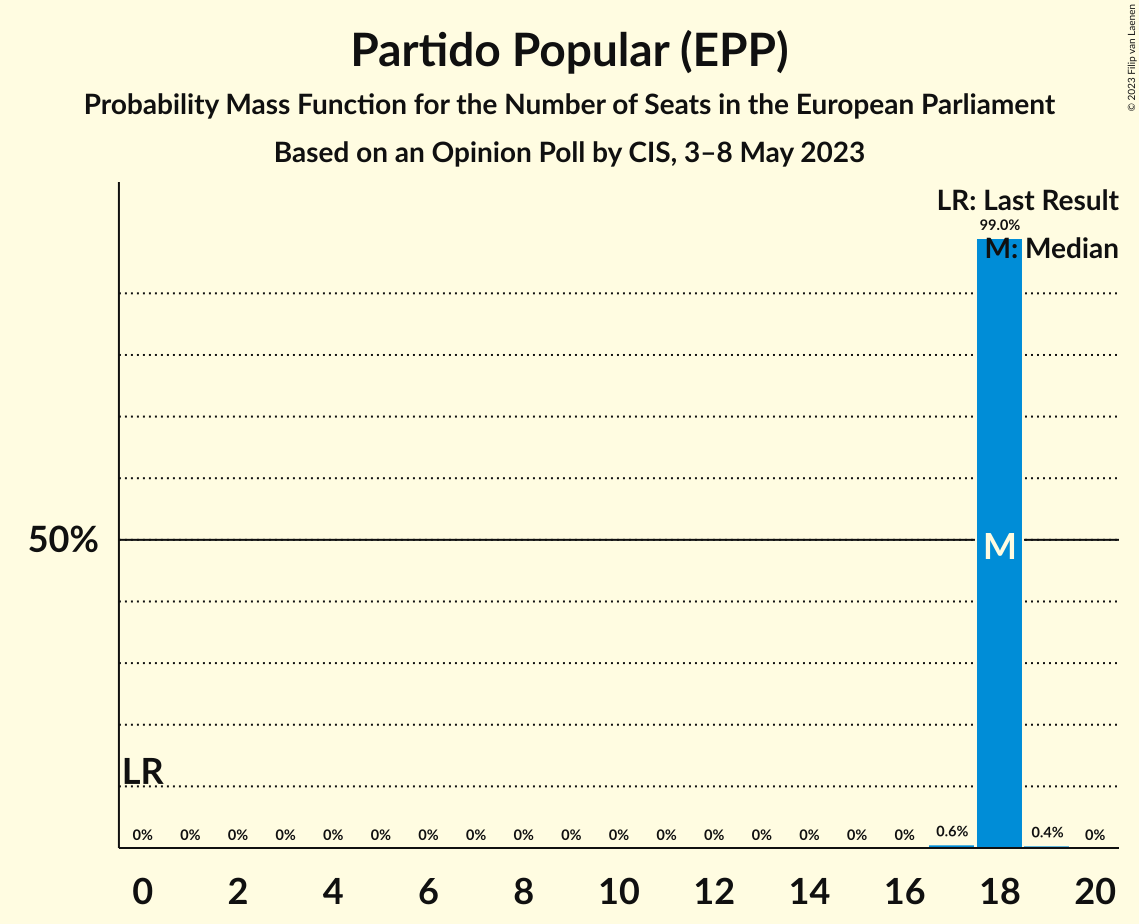 Partido Popular (EPP)
Probability Mass Function for the Number of Seats in the European Parliament
Based on an Opinion Poll by CIS, 3–8 May 2023
© 2023 Filip van Laenen
LR: Last Result
99.0%
M: Median
50%
M
LR
0% 0% 0% 0% 0% 0% 0% 0% 0% 0% 0% 0% 0% 0% 0% 0% 0% 0.6% 0.4% 0%
0 2 4 6 8 10 12 14 16 18 20